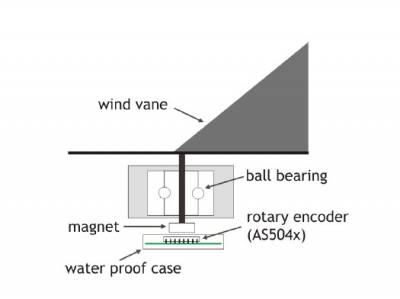 wind vane
ball bearing
magnet
rotary encoder
(AS504x)
water proof case